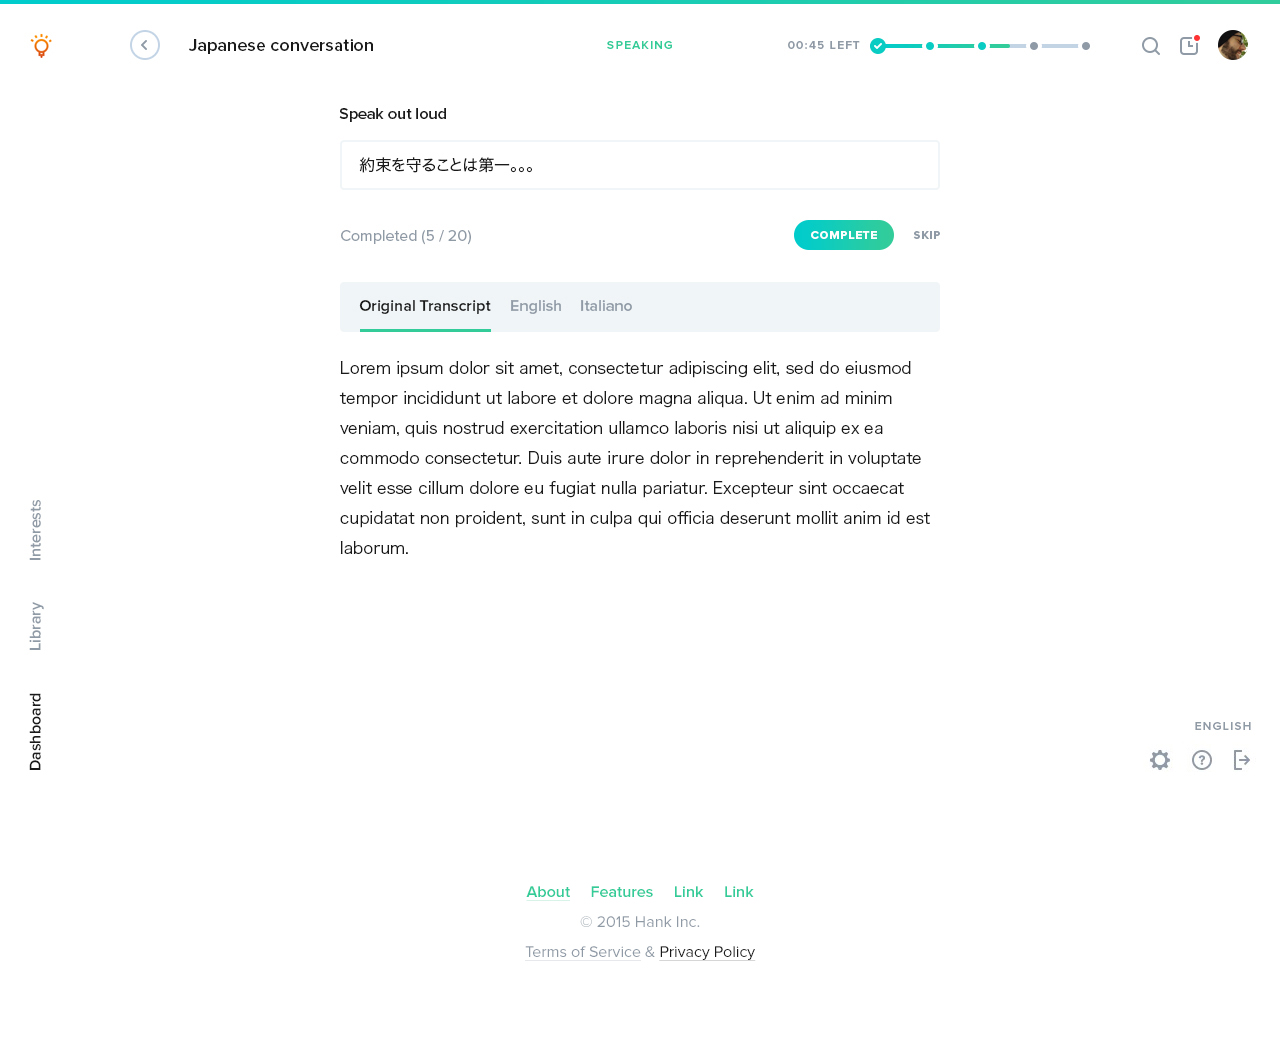 Japanese conversation
SPEAKING
00:45 LEFT
Speak out loud
約束を守ることは第一。。。
Completed (5 / 20)
COMPLETE
SKIP
Original Transcript
English
Italiano
Lorem ipsum dolor sit amet, consectetur adipiscing elit, sed do eiusmod
tempor incididunt ut labore et dolore magna aliqua. Ut enim ad minim
veniam, quis nostrud exercitation ullamco laboris nisi ut aliquip ex ea
commodo consectetur. Duis aute irure dolor in reprehenderit in voluptate
velit esse cillum dolore eu fugiat nulla pariatur. Excepteur sint occaecat
cupidatat non proident, sunt in culpa qui officia deserunt mollit anim id est
laborum.
Interests
Library
Dashboard
ENGLISH
?
About
Features
Link
Link
© 2015 Hank Inc.
Terms of Service & Privacy Policy